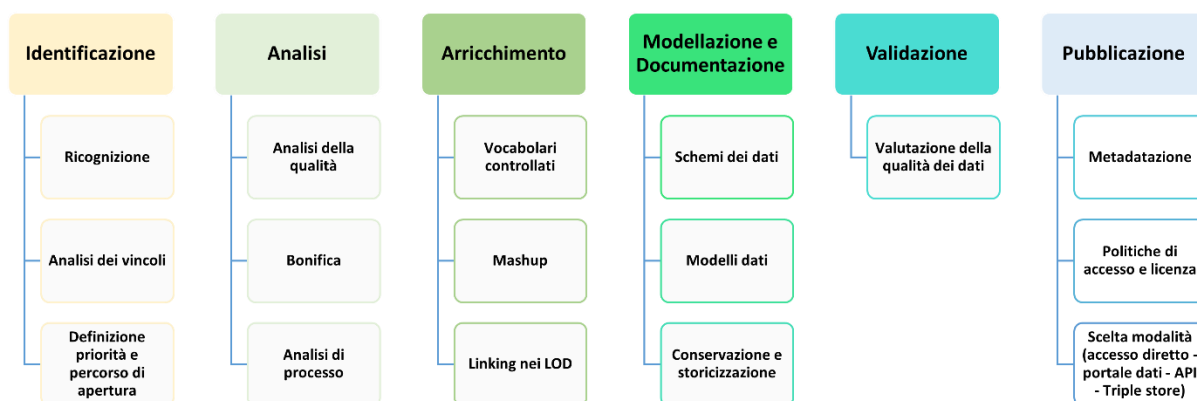 Identificazione
Ricognizione
Analisi dei vincoli
Definizione
priorità e
percorso di
apertura
Analisi
Analisi della
qualità
Bonifica
Analisi di
processo
Arricchimento
Vocabolari
controllati
Mashup
Linking nei LOD
Modellazione e
Documentazione
Schemi dei dati
Modelli dati
Conservazione e
storicizzazione
Validazione
Valutazione della
qualità dei dati
Pubblicazione
Metadatazione
Politiche di
accesso e licenza
Scelta modalità
(accesso diretto -
portale dati - API
- Triple store)